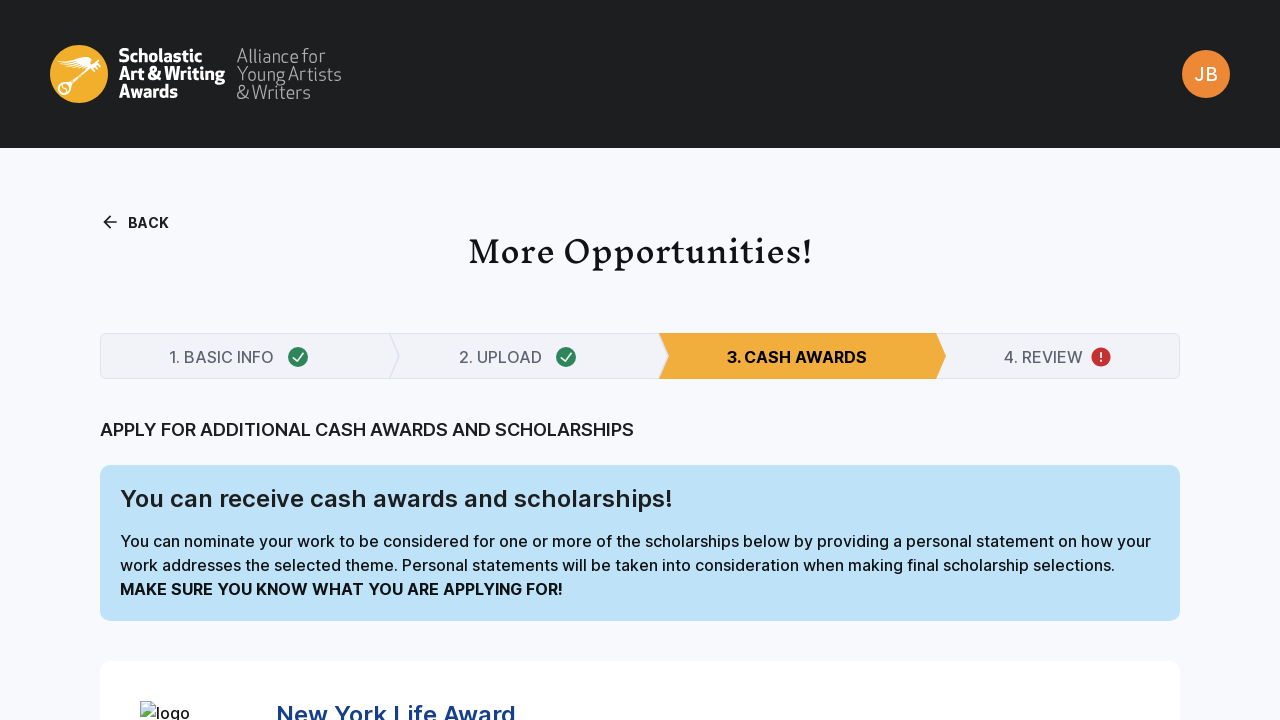 Scholastic
Art & Writing
Awards
Alliance for
Young Artists
& Writers
JB
BACK
More Opportunities!
1. BASIC INFO
2. UPLOAD
3. CASH AWARDS
4. REVIEW
APPLY FOR ADDITIONAL CASH AWARDS AND SCHOLARSHIPS
You can receive cash awards and scholarships!
You can nominate your work to be considered for one or more of the scholarships below by providing a personal statement on how your
work addresses the selected theme. Personal statements will be taken into consideration when making final scholarship selections.
MAKE SURE YOU KNOW WHAT YOU ARE APPLYING FOR!
logo
New York Life Award